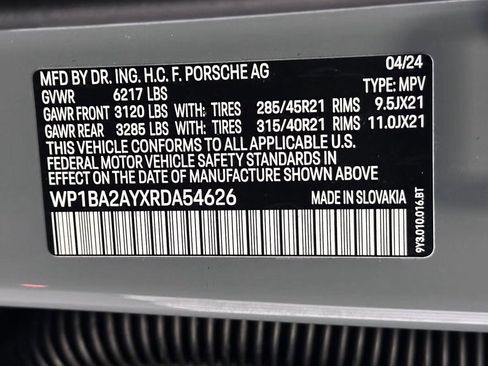 MFD BY DR. ING. H.C. F. PORSCHE AG 04/24
GVWR 6217 LBS TYPE: MPV
GAWR FRONT 3120 LBS WITH: TIRES 285/45R21 RIMS 9.5JX21
GAWR REAR 3285 LBS WITH: TIRES 315/40R21 RIMS 11.0JX21
THIS VEHICLE CONFORMS TO ALL APPLICABLE U.S.
FEDERAL MOTOR VEHICLE SAFETY STANDARDS IN
EFFECT ON THE DATE OF MANUFACTURE SHOWN ABOVE
WP1BA2AYXRDA54626 MADE IN SLOVAKIA
9Y3.010.016.BT